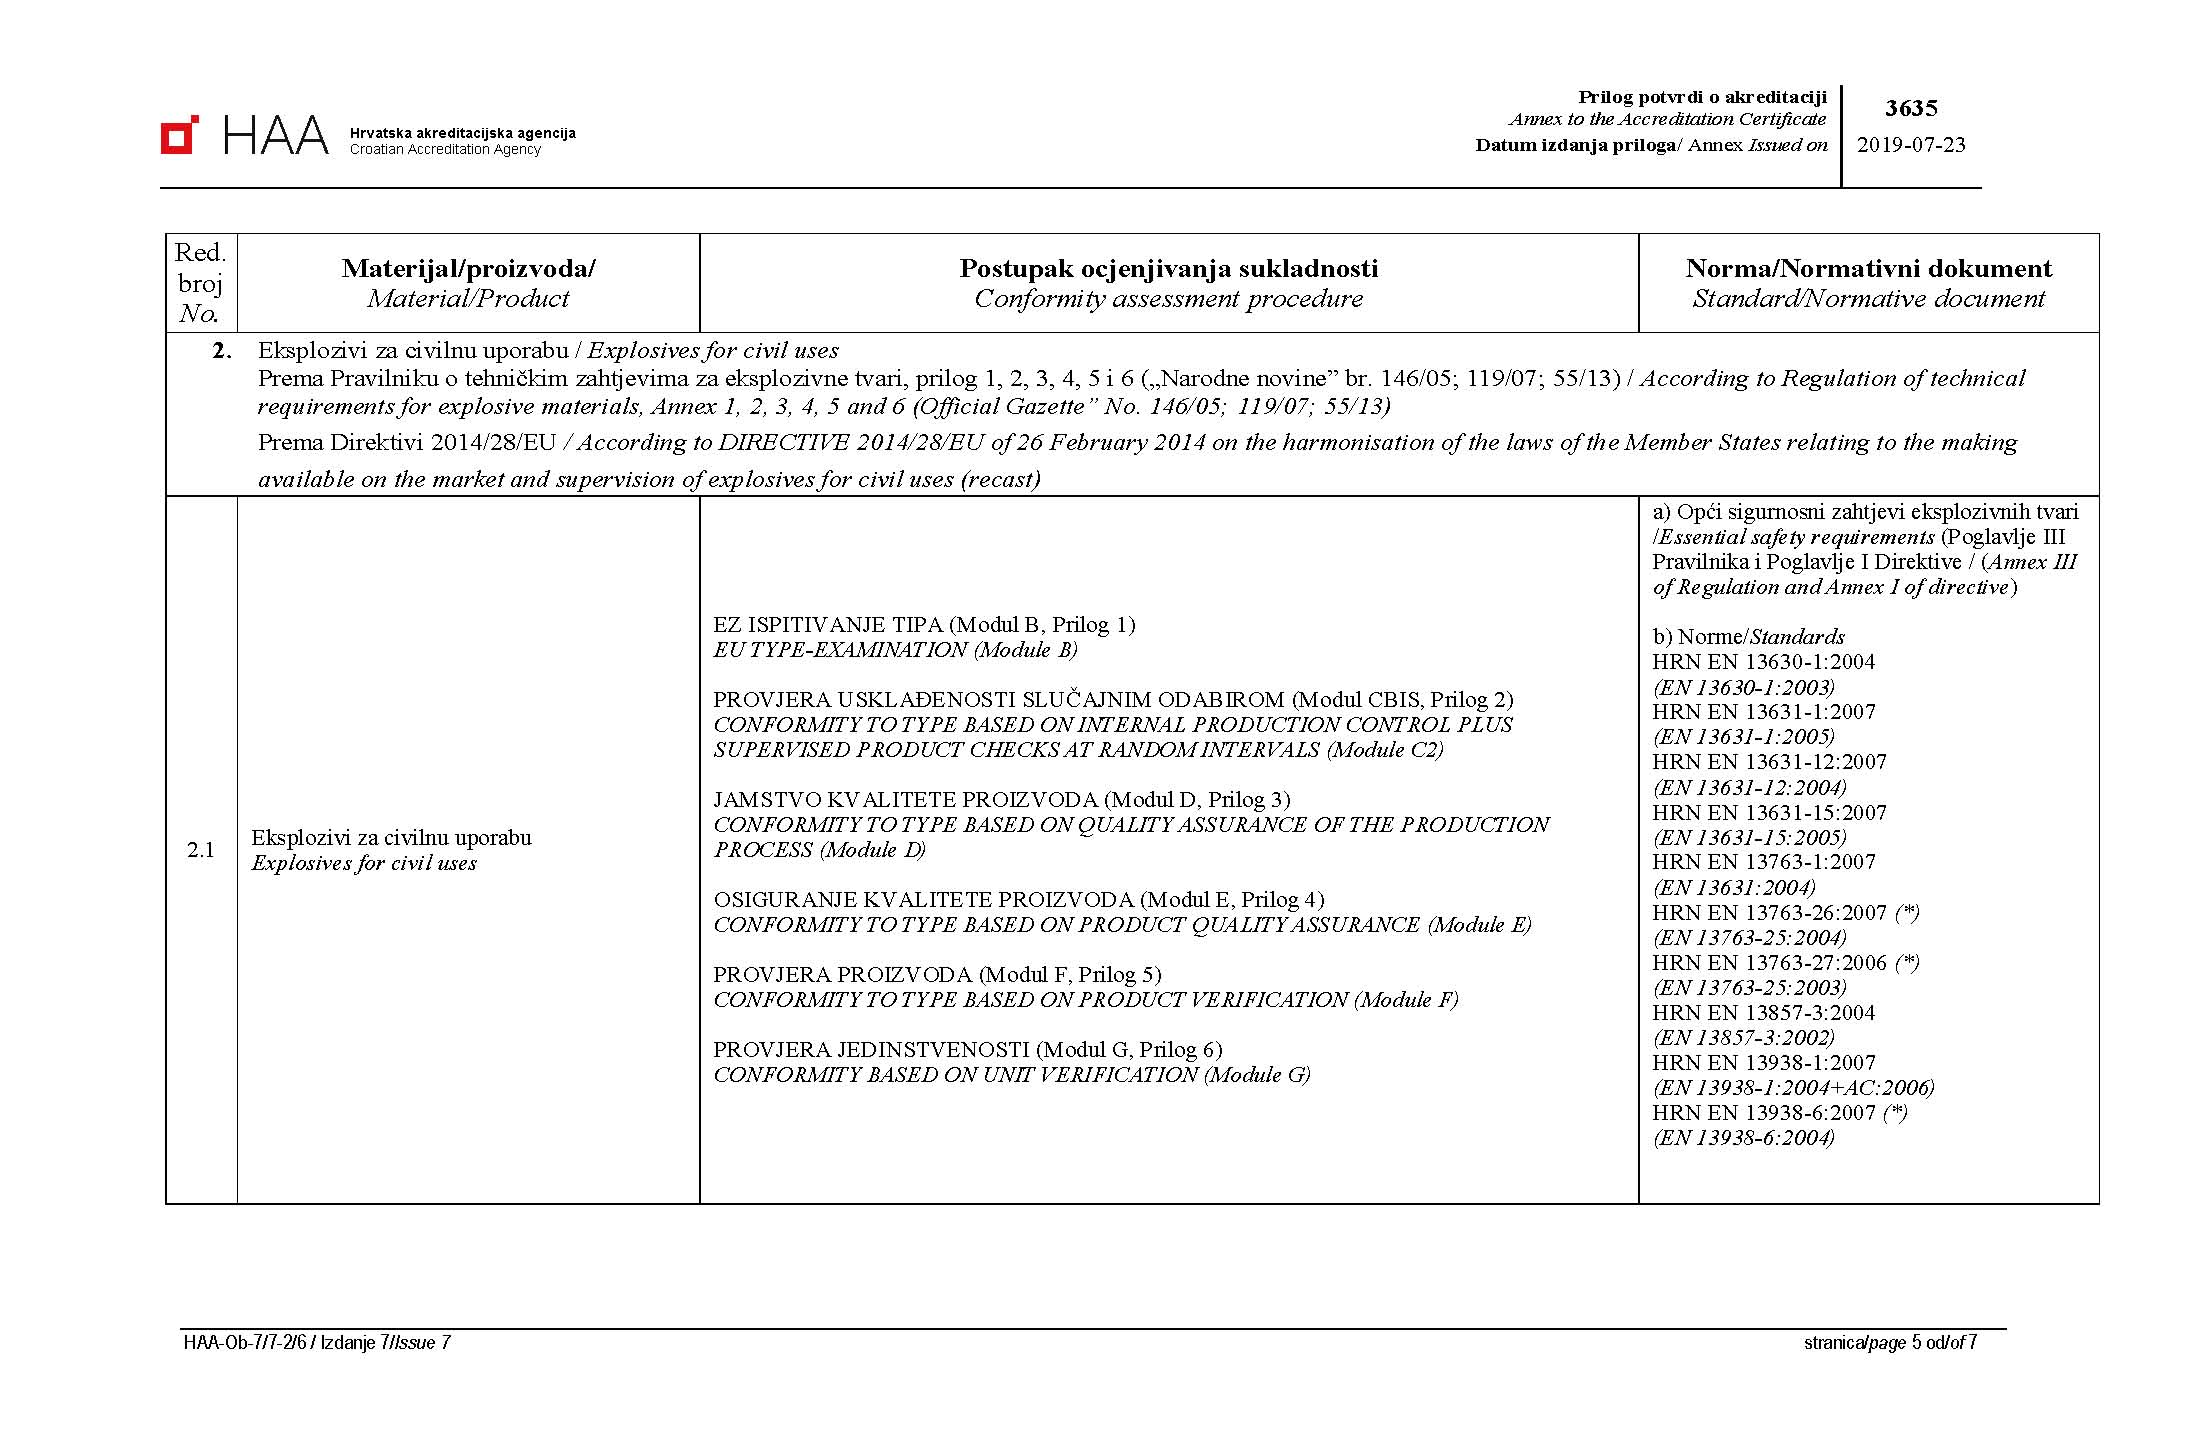 HAA
Hrvatska akreditacijska agencija
Croatian Accreditation Agency
Prilog potvrdi o akreditaciji
Annex to the Accreditation Certificate
Datum izdanja priloga/ Annex Issued on
3635
2019-07-23
Red.
broj
No.
Materijal/proizvoda/
Material/Product
Postupak ocjenjivanja sukladnosti
Conformity assessment procedure
Norma/Normativni dokument
Standard/Normative document
2. Eksplozivi za civilnu uporabu / Explosives for civil uses
Prema Pravilniku o tehničkim zahtjevima za eksplozivne tvari, prilog 1, 2, 3, 4, 5 i 6 („Narodne novine” br. 146/05; 119/07; 55/13) / According to Regulation of technical
requirements for explosive materials, Annex 1, 2, 3, 4, 5 and 6 (Official Gazette” No. 146/05; 119/07; 55/13)
Prema Direktivi 2014/28/EU / According to DIRECTIVE 2014/28/EU of 26 February 2014 on the harmonisation of the laws of the Member States relating to the making
available on the market and supervision of explosives for civil uses (recast)
2.1
Eksplozivi za civilnu uporabu
Explosives for civil uses
EZ ISPITIVANJE TIPA (Modul B, Prilog 1)
EU TYPE-EXAMINATION (Module B)
PROVJERA USKLAĐENOSTI SLUČAJNIM ODABIROM (Modul CBIS, Prilog 2)
CONFORMITY TO TYPE BASED ON INTERNAL PRODUCTION CONTROL PLUS
SUPERVISED PRODUCT CHECKS AT RANDOM INTERVALS (Module C2)
JAMSTVO KVALITETE PROIZVODA (Modul D, Prilog 3)
CONFORMITY TO TYPE BASED ON QUALITY ASSURANCE OF THE PRODUCTION
PROCESS (Module D)
OSIGURANJE KVALITETE PROIZVODA (Modul E, Prilog 4)
CONFORMITY TO TYPE BASED ON PRODUCT QUALITY ASSURANCE (Module E)
PROVJERA PROIZVODA (Modul F, Prilog 5)
CONFORMITY TO TYPE BASED ON PRODUCT VERIFICATION (Module F)
PROVJERA JEDINSTVENOSTI (Modul G, Prilog 6)
CONFORMITY BASED ON UNIT VERIFICATION (Module G)
a) Opći sigurnosni zahtjevi eksplozivnih tvari
/Essential safety requirements (Poglavlje III
Pravilnika i Poglavlje I Direktive / (Annex III
of Regulation and Annex I of directive)
b) Norme/Standards
HRN EN 13630-1:2004
(EN 13630-1:2003)
HRN EN 13631-1:2007
(EN 13631-1:2005)
HRN EN 13631-12:2007
(EN 13631-12:2004)
HRN EN 13631-15:2007
(EN 13631-15:2005)
HRN EN 13763-1:2007
(EN 13631:2004)
HRN EN 13763-26:2007 (*)
(EN 13763-25:2004)
HRN EN 13763-27:2006 (*)
(EN 13763-25:2003)
HRN EN 13857-3:2004
(EN 13857-3:2002)
HRN EN 13938-1:2007
(EN 13938-1:2004+AC:2006)
HRN EN 13938-6:2007 (*)
(EN 13938-6:2004)
HAA-Ob-7/7-2/6 / Izdanje 7/Issue 7
stranica/page 5 od/of 7